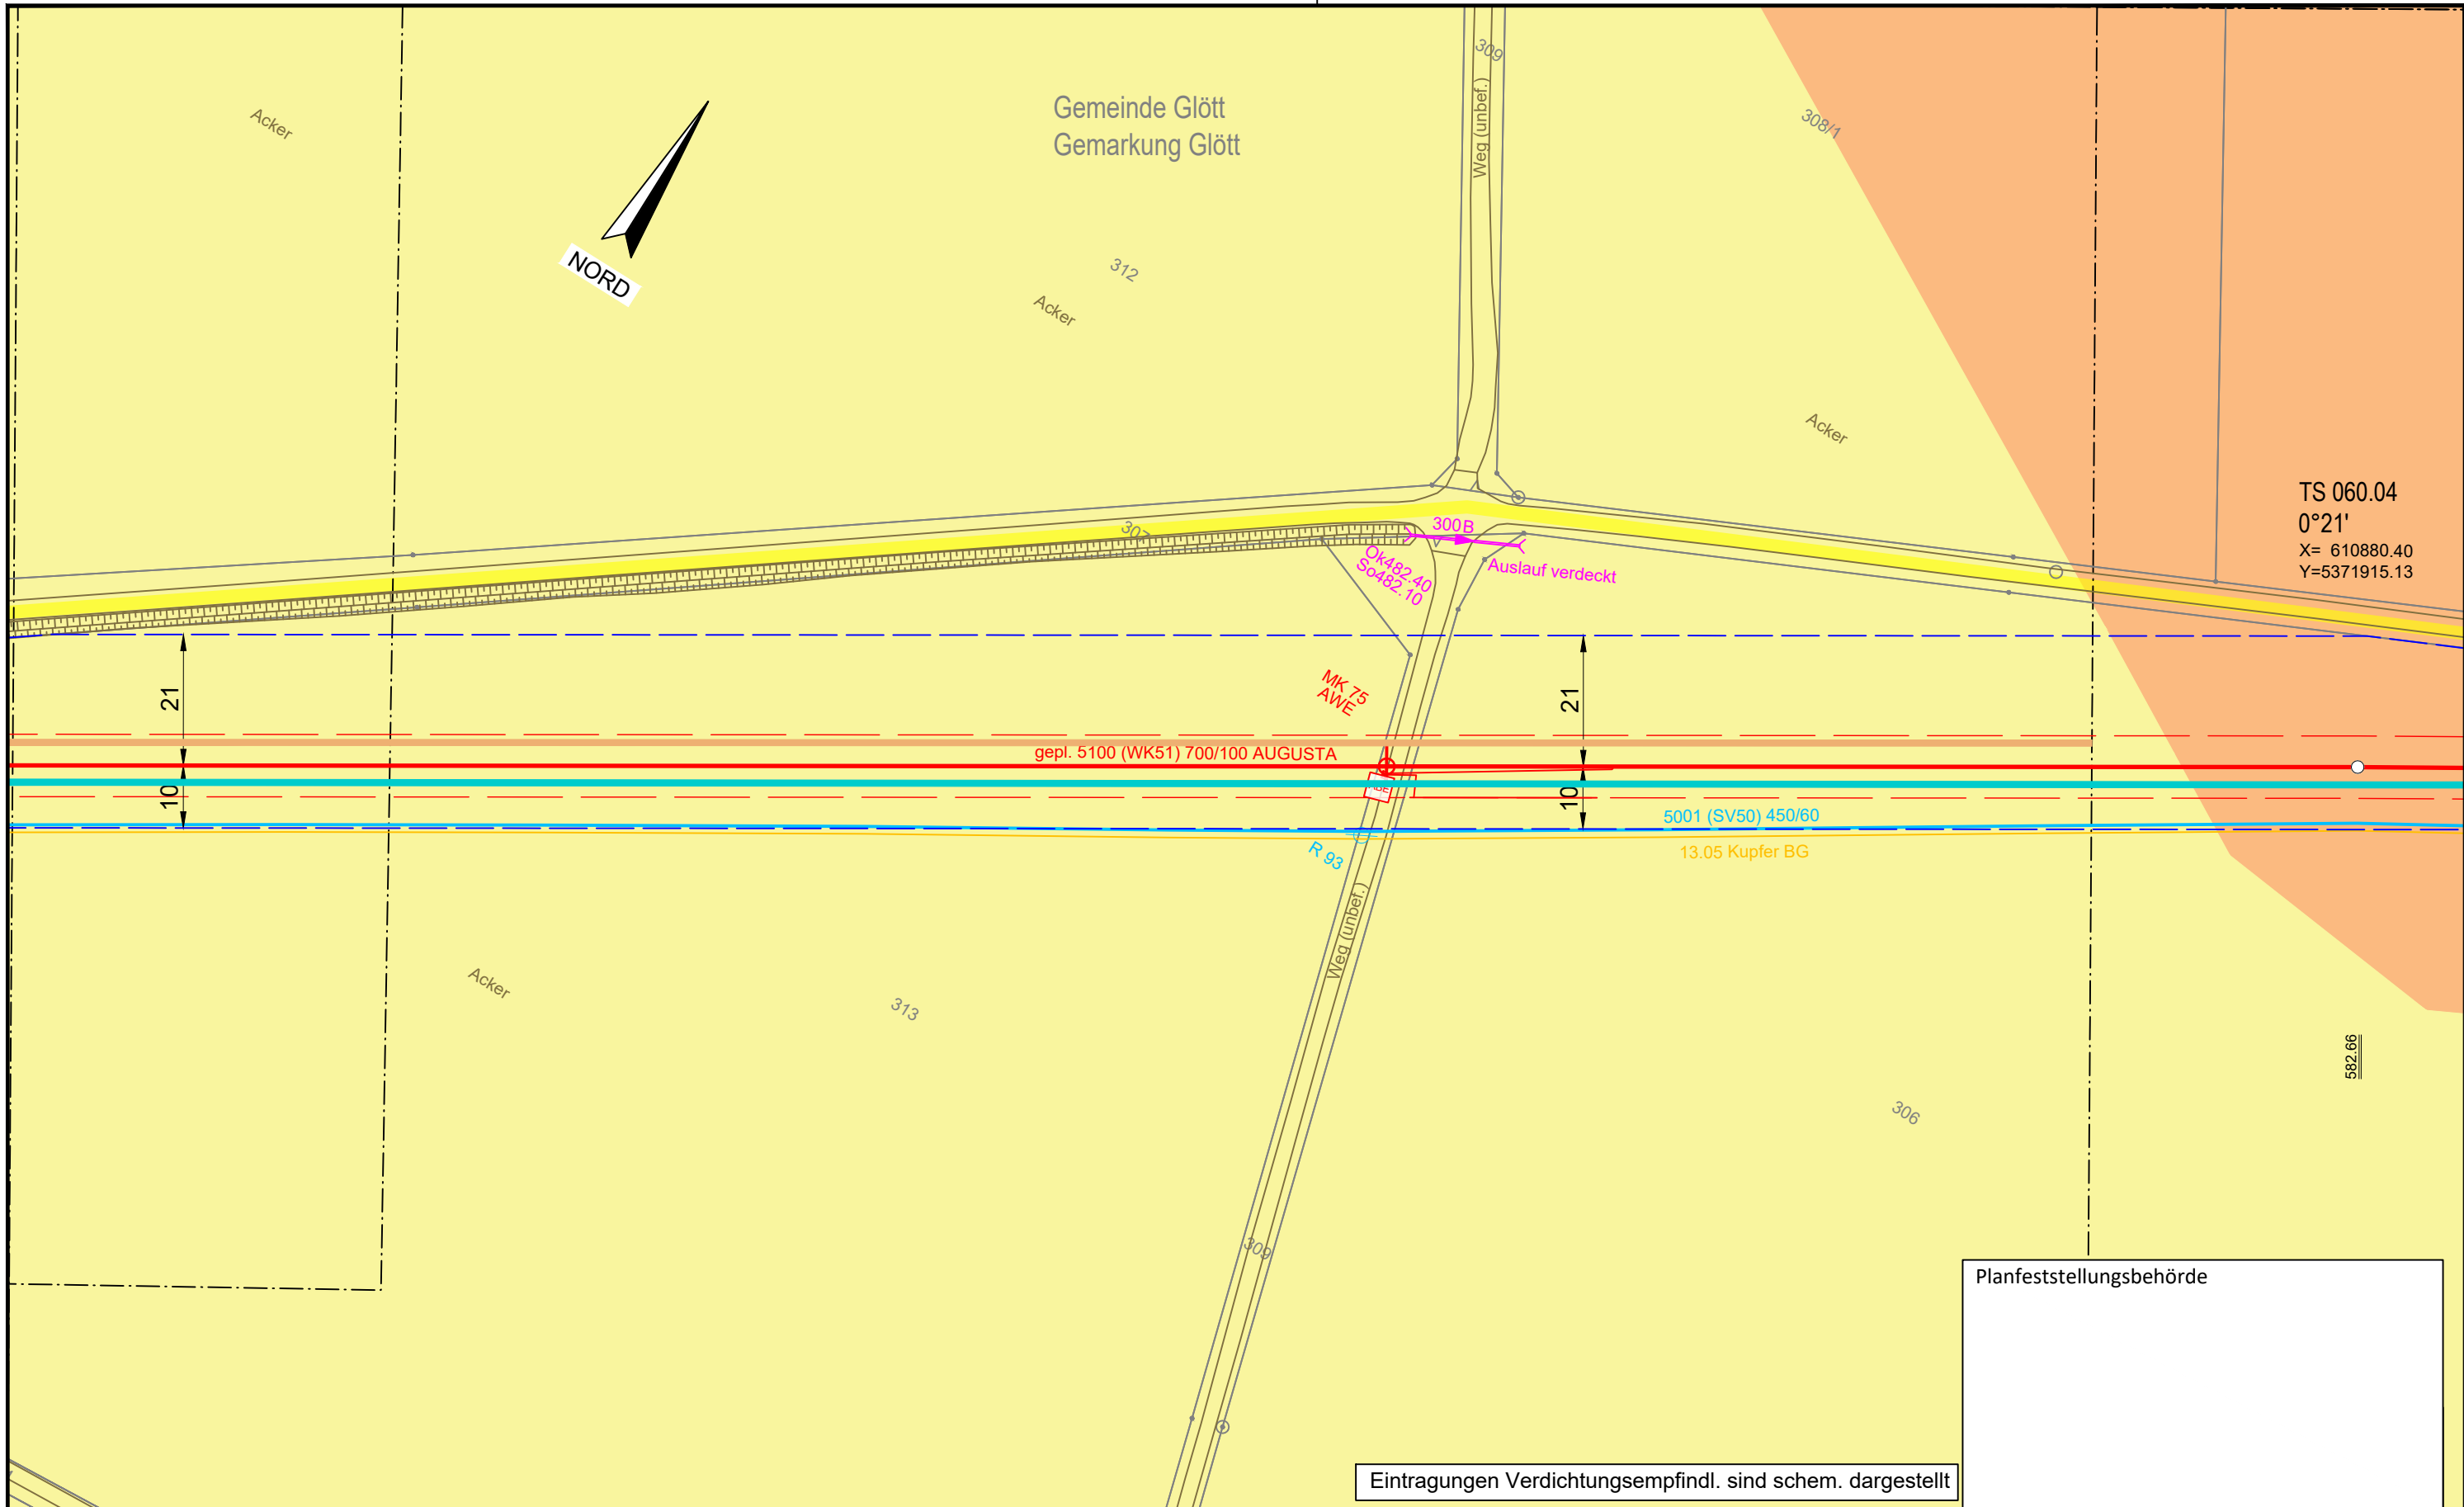 309
Gemeinde Glött
Gemarkung Glött
Acker
Weg (unbef.)
308/1
NORD
312
Acker
Acker
TS 060.04
0°21'
X= 610880.40
Y=5371915.13
307
300B
Ok482.40
So482.10
Auslauf verdeckt
21
21
MK 75
AWE
gepl. 5100 (WK51) 700/100 AUGUSTA
10
10
5001 (SV50) 450/60
13.05 Kupfer BG
R 93
Weg (unbef.)
Acker
313
582.66
306
309
Planfeststellungsbehörde
Eintragungen Verdichtungsempfindl. sind schem. dargestellt